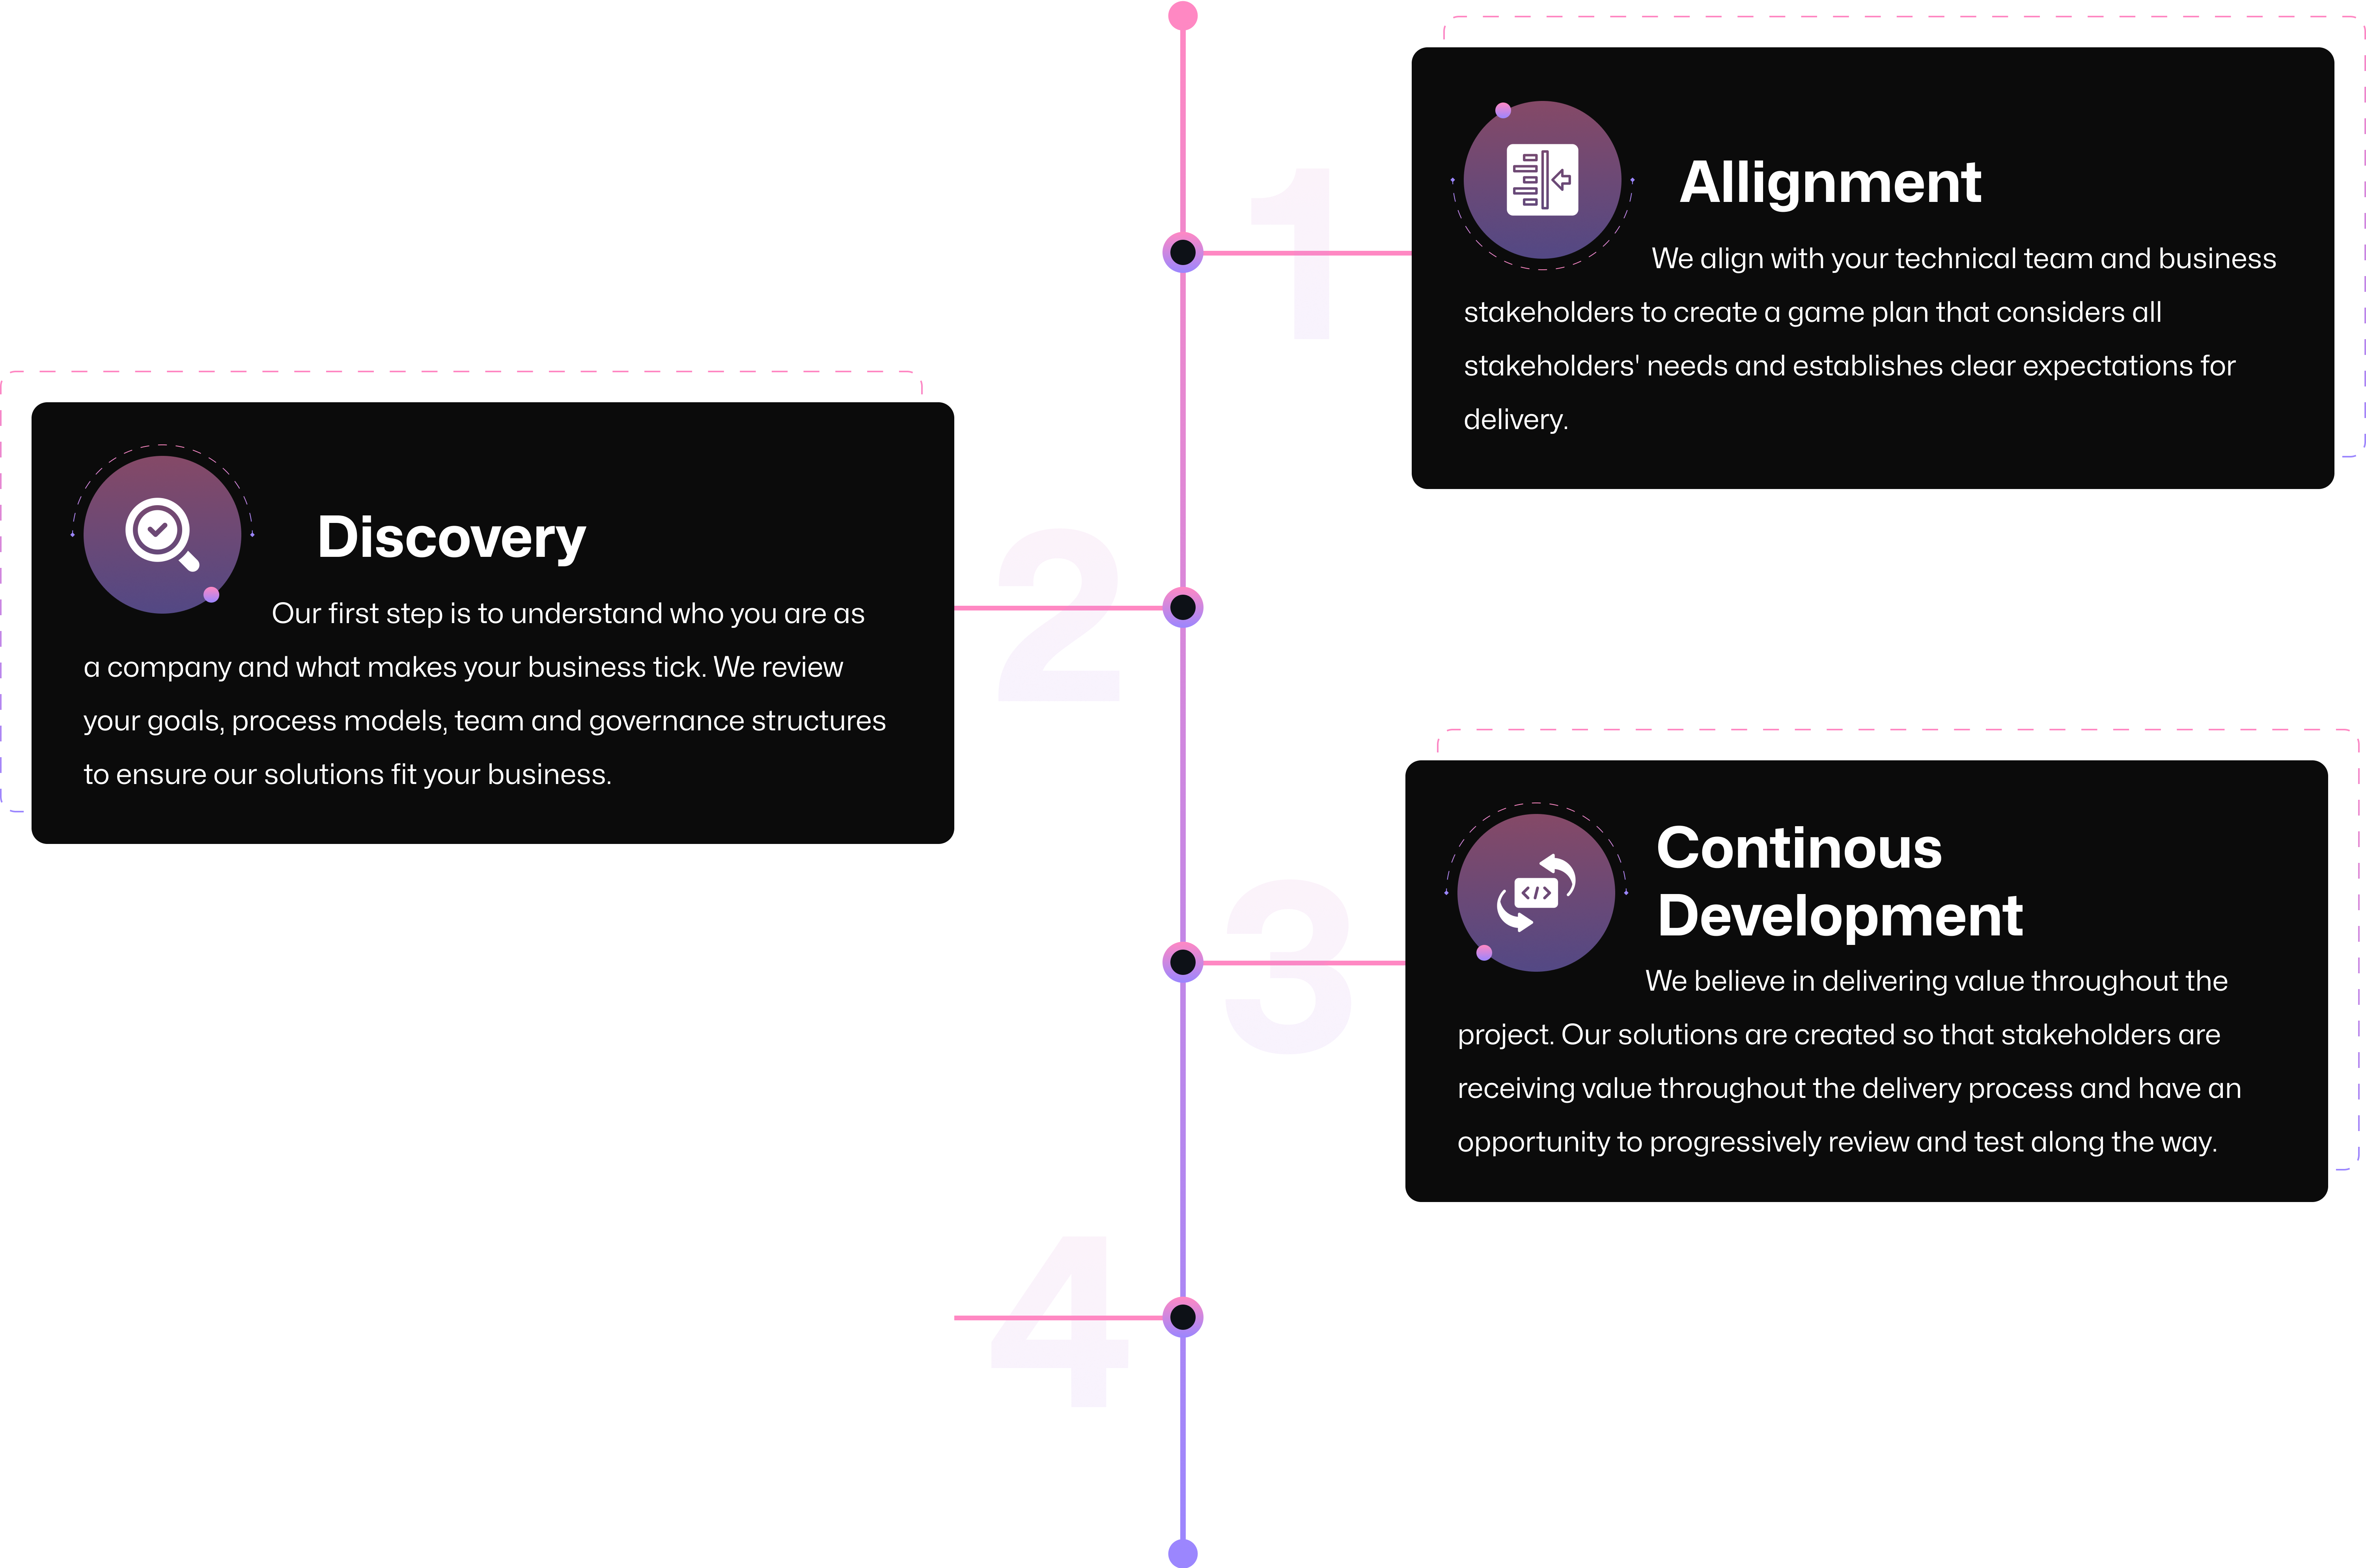 1
Allignment
We align with your technical team and business
stakeholders to create a game plan that considers all
stakeholders' needs and establishes clear expectations for
delivery.
2
Discovery
Our first step is to understand who you are as
a company and what makes your business tick. We review
your goals, process models, team and governance structures
to ensure our solutions fit your business.
3
Continous
Development
We believe in delivering value throughout the
project. Our solutions are created so that stakeholders are
receiving value throughout the delivery process and have an
opportunity to progressively review and test along the way.
4